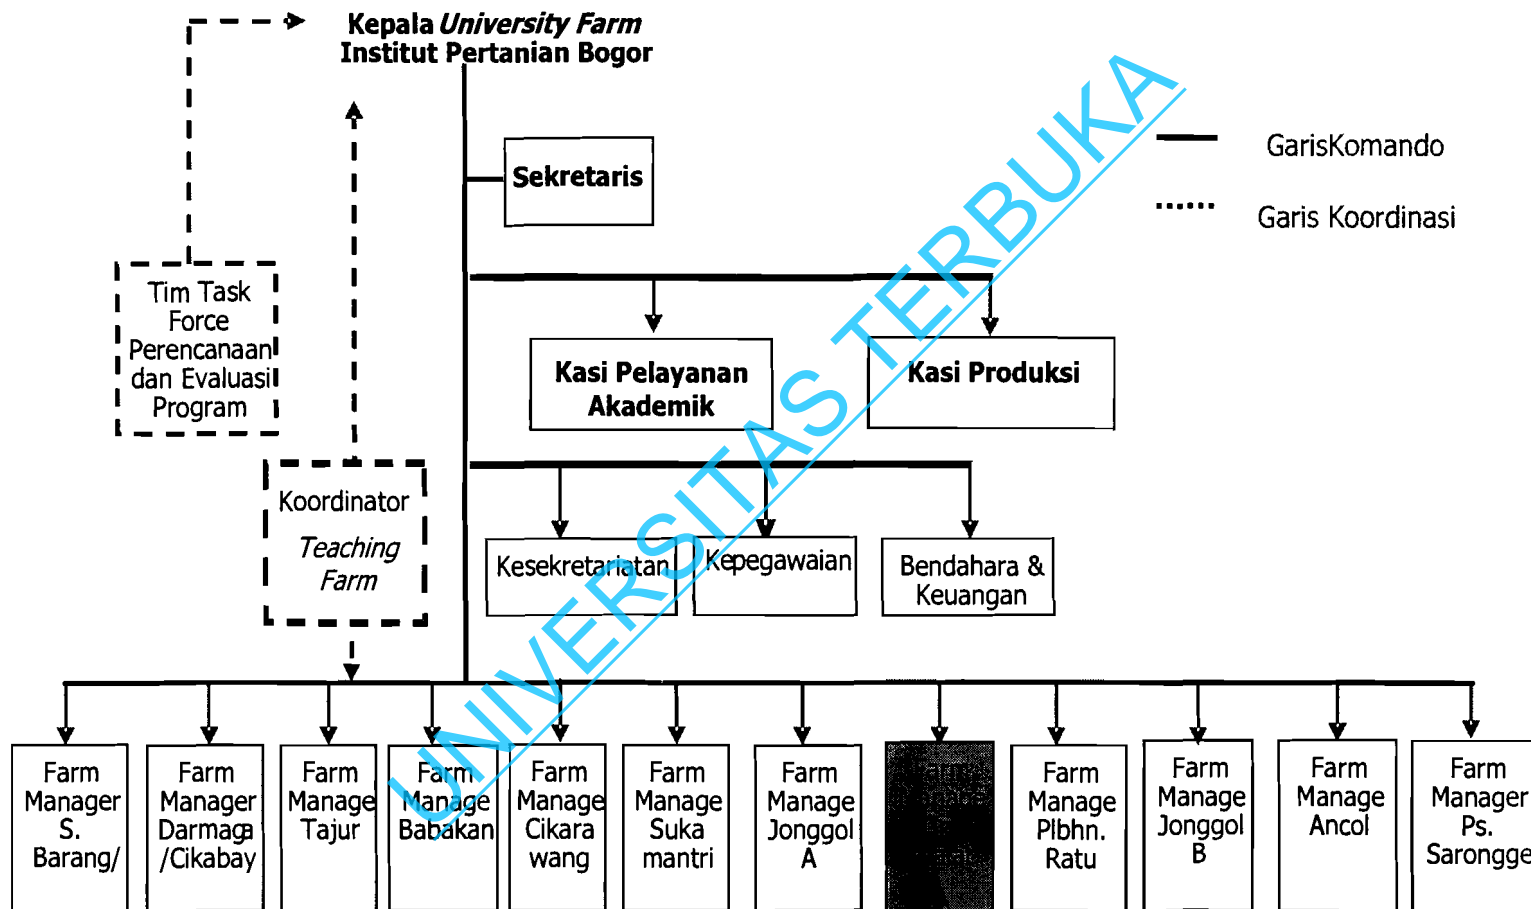 Kepala University Farm
Institut Pertanian Bogor
Sekretaris
GarisKomando
Garis Koordinasi
Tim Task
Force
Perencanaan
dan Evaluasi
Program
Kasi Pelayanan
Akademik
Kasi Produksi
Koordinator
Teaching
Farm
Kesekretariatan
Kepegawaian
Bendahara &
Keuangan
Farm
Manager
S.
Barang/
Farm
Manager
Darmaga
/Cikabay
Farm
Manage
Tajur
Farm
Manage
Babakan
Farm
Manage
Cikara
wang
Farm
Manage
Suka
mantri
Farm
Manage
Jonggol
A
Farm
Farm
Manage
Plbhn.
Ratu
Farm
Manage
Jonggol
B
Farm
Manage
Ancol
Farm
Manager
Ps.
Sarongge
UNIVERSITAS TERBUKA